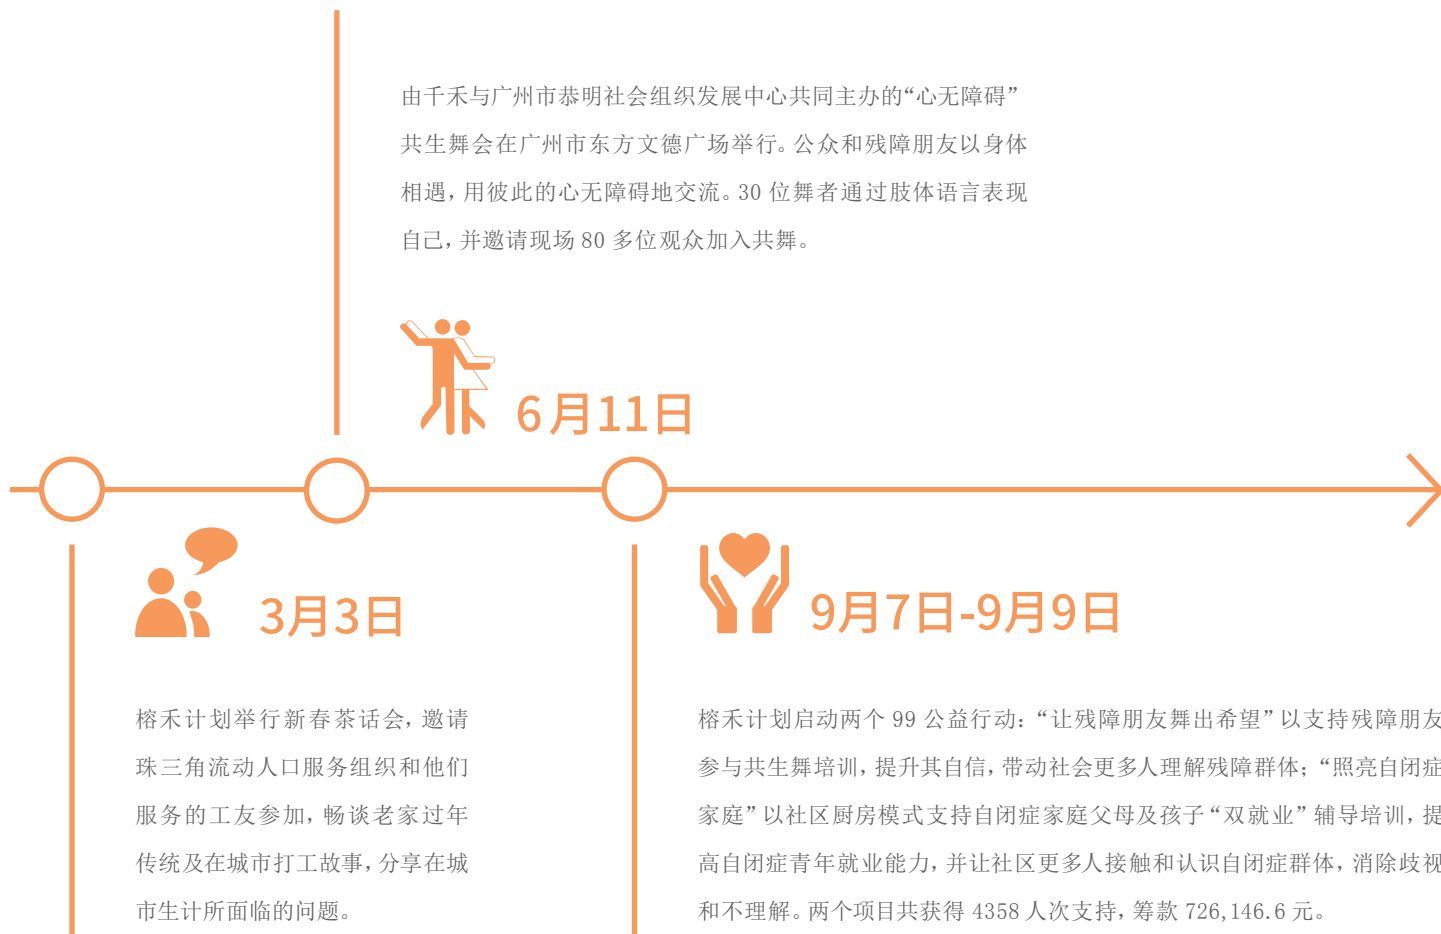 由千禾与广州市恭明社会组织发展中心共同主办的“心无障碍”
共生舞会在广州市东方文德广场举行。公众和残障朋友以身体
相遇，用彼此的心无障碍地交流。30 位舞者通过肢体语言表现
自己，并邀请现场 80 多位观众加入共舞。
6月11日
3月3日
榕禾计划举行新春茶话会，邀请
珠三角流动人口服务组织和他们
服务的工友参加，畅谈老家过年
传统及在城市打工故事，分享在城
市生计所面临的问题。
9月7日-9月9日
榕禾计划启动两个 99 公益行动：“让残障朋友舞出希望”以支持残障朋友
参与共生舞培训，提升其自信，带动社会更多人理解残障群体；“照亮自闭症
家庭”以社区厨房模式支持自闭症家庭父母及孩子“双就业”辅导培训，提
高自闭症青年就业能力，并让社区更多人接触和认识自闭症群体，消除歧视
和不理解。两个项目共获得 4358 人次支持，筹款 726,146.6 元。